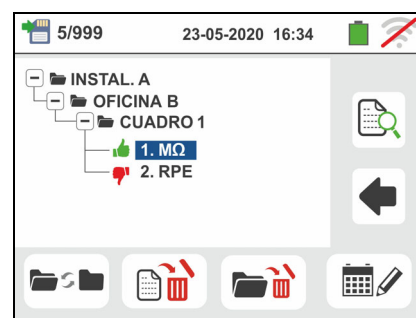 5/999 23-05-2020 16:34
INSTAL. A
OFICINA B
CUADRO 1
1. MΩ
2. RPE